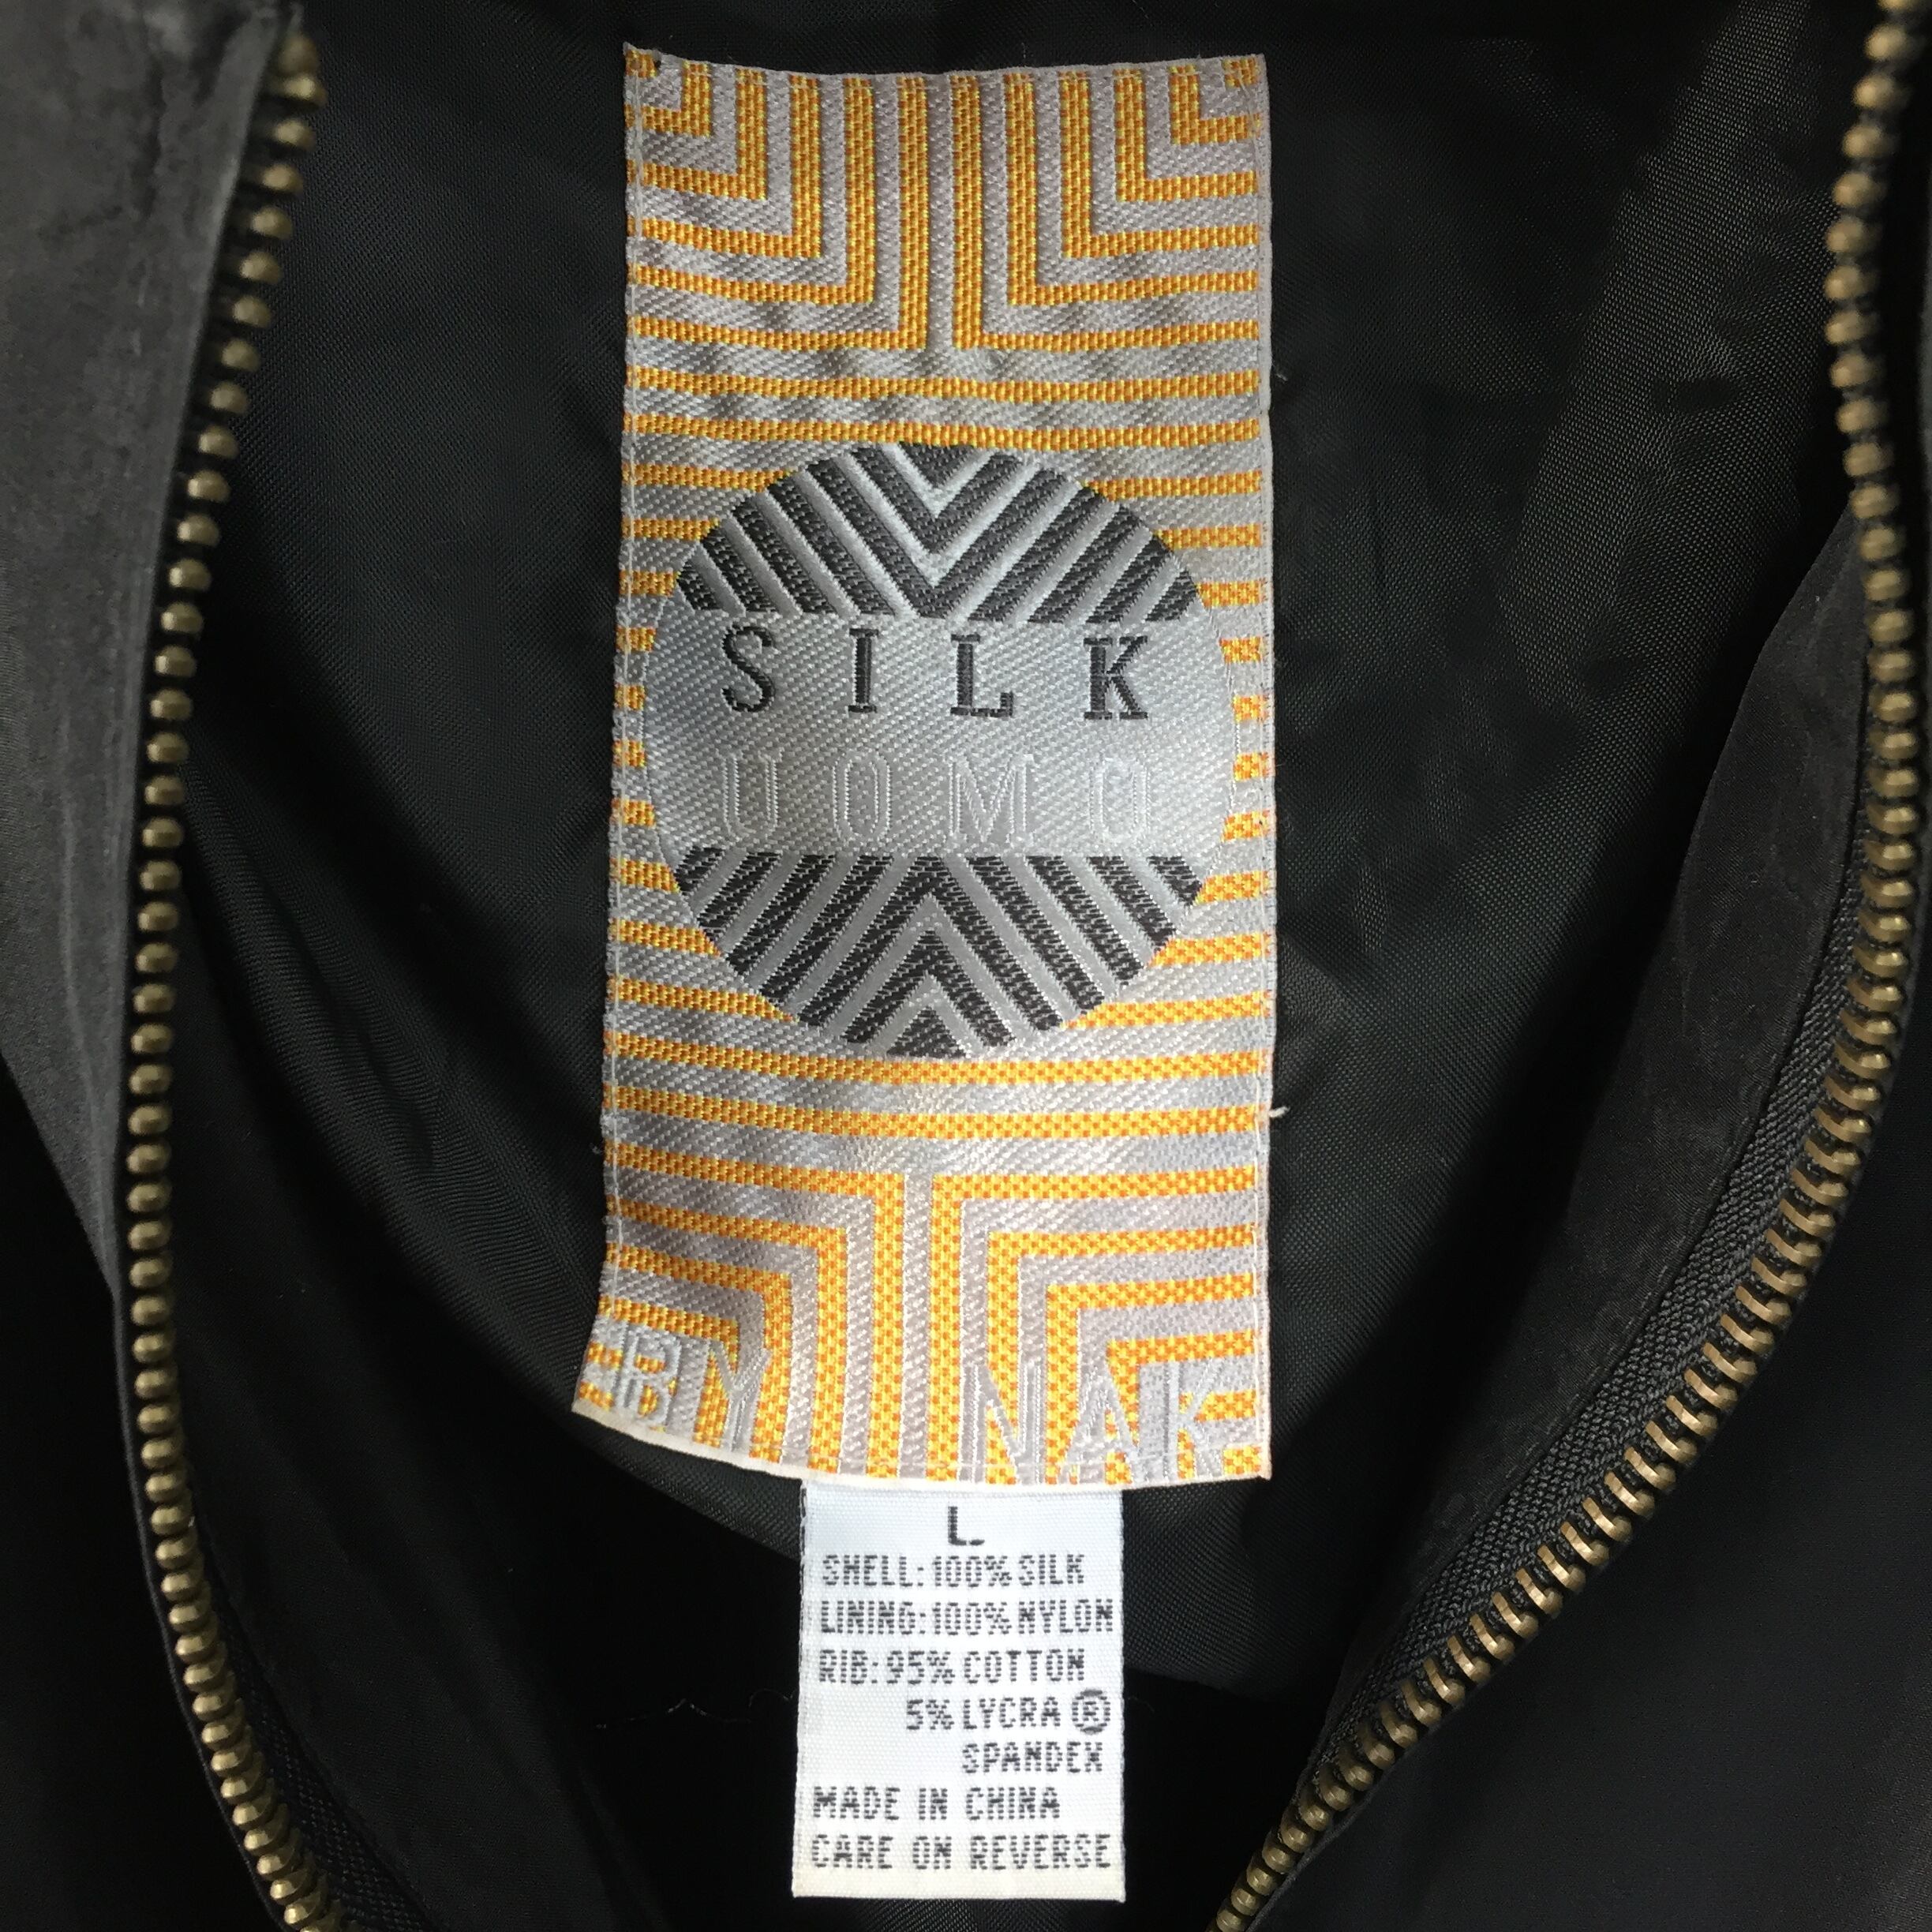 SILK
UOMO
BY NAK
L
SHELL:100% SILK
LINING:100% NYLON
RIB:95% COTTON
5% LYCRA ®
SPANDEX
MADE IN CHINA
CARE ON REVERSE